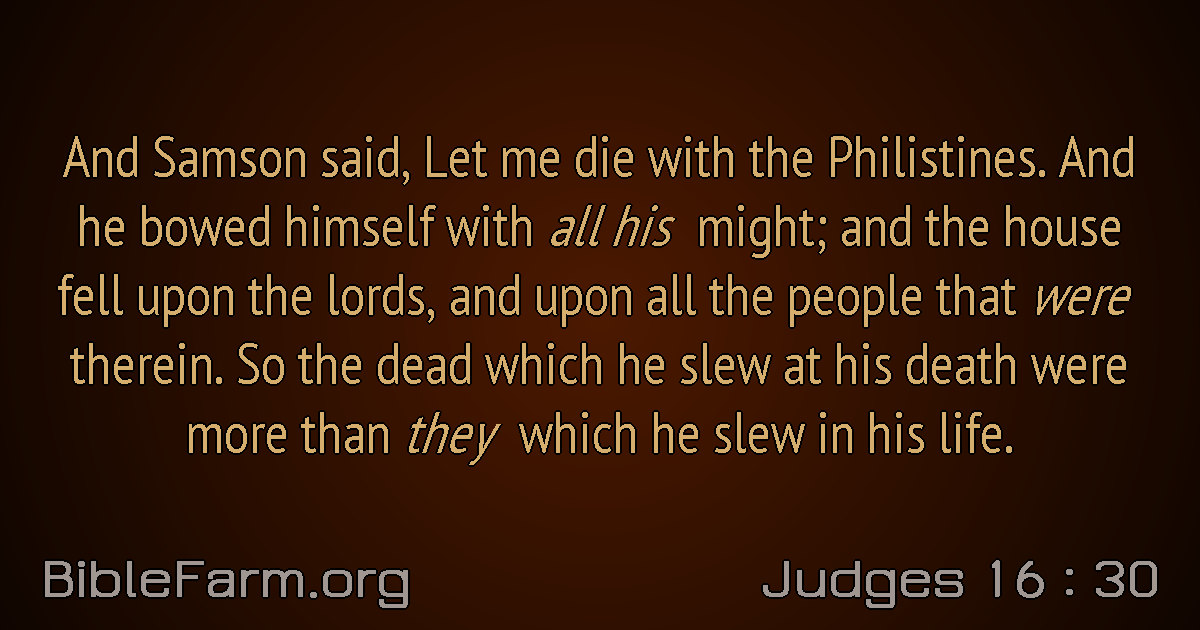 And Samson said, Let me die with the Philistines. And
he bowed himself with all his might; and the house
fell upon the lords, and upon all the people that were
therein. So the dead which he slew at his death were
more than they which he slew in his life.
BibleFarm.org
Judges 16 : 30